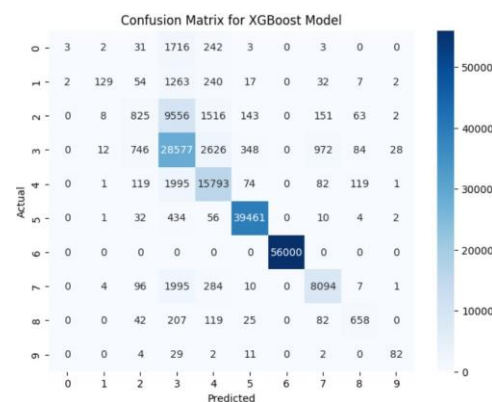 Confusion Matrix for XGBoost Model
0 3 2 31 1716 242 3 0 3 0 0
1 2 129 54 1263 240 17 0 32 7 2
2 0 8 825 9556 1516 143 0 151 63 2
3 0 12 746 28577 2626 348 0 972 84 28
4 0 1 119 1995 15793 74 0 82 119 1
5 0 1 32 434 56 39461 0 10 4 2
6 0 0 0 0 0 0 56000 0 0 0
7 0 4 96 1995 284 10 0 8094 7 1
8 0 0 42 207 119 25 0 82 658 0
9 0 0 4 29 2 11 0 2 0 82
0 1 2 3 4 5 6 7 8 9
Predicted
Actual
50000
40000
30000
20000
10000
0